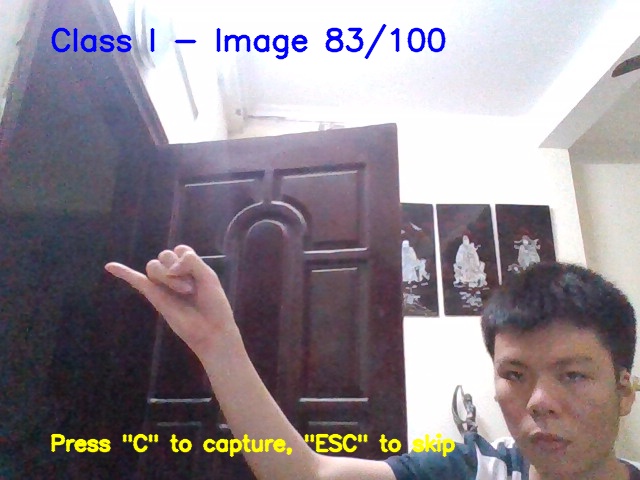 Class I - Image 83/100
Press "C" to capture, "ESC" to skip